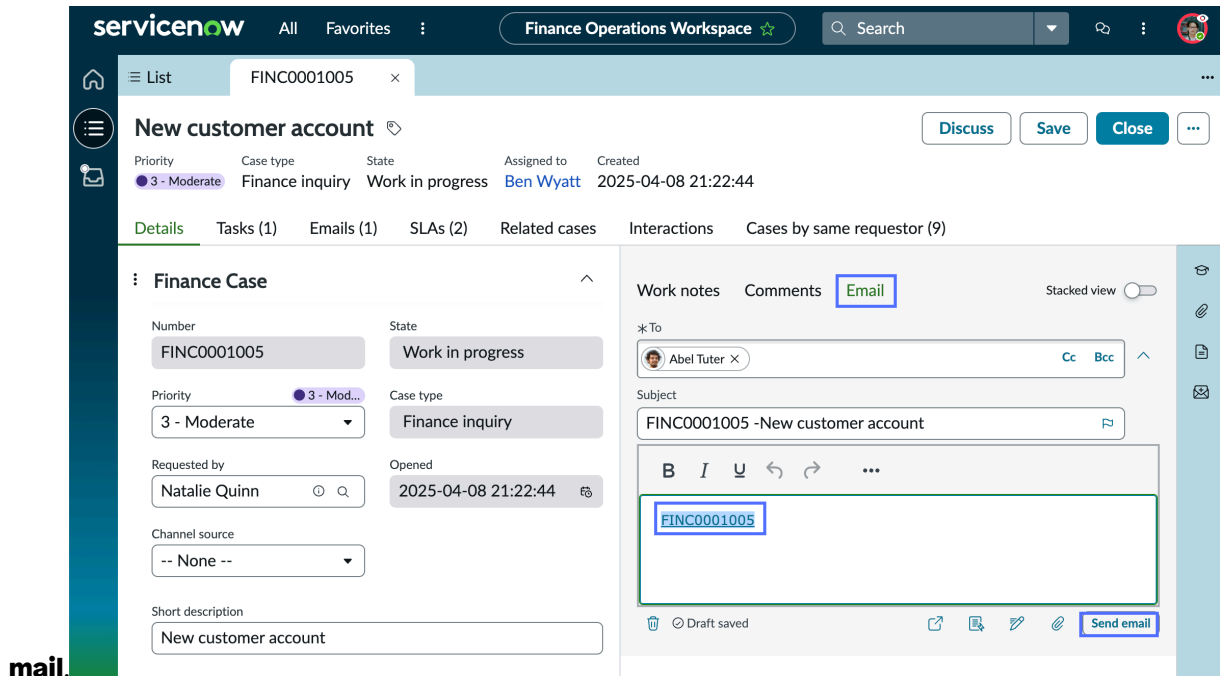 servicenow All Favorites Finance Operations Workspace Search
List FINC0001005
New customer account Discuss Save Close
Priority Case type State Assigned to Created
3 - Moderate Finance inquiry Work in progress Ben Wyatt 2025-04-08 21:22:44
Details Tasks (1) Emails (1) SLAs (2) Related cases Interactions Cases by same requestor (9)
Finance Case
Number State
FINC0001005 Work in progress
Priority 3 - Mod... Case type
3 - Moderate Finance inquiry
Requested by Opened
Natalie Quinn 2025-04-08 21:22:44
Channel source
-- None --
Short description
New customer account
Work notes Comments Email Stacked view
To
Abel Tuter Cc Bcc
Subject
FINC0001005 -New customer account
B I U
FINC0001005
Draft saved Send email
mail.